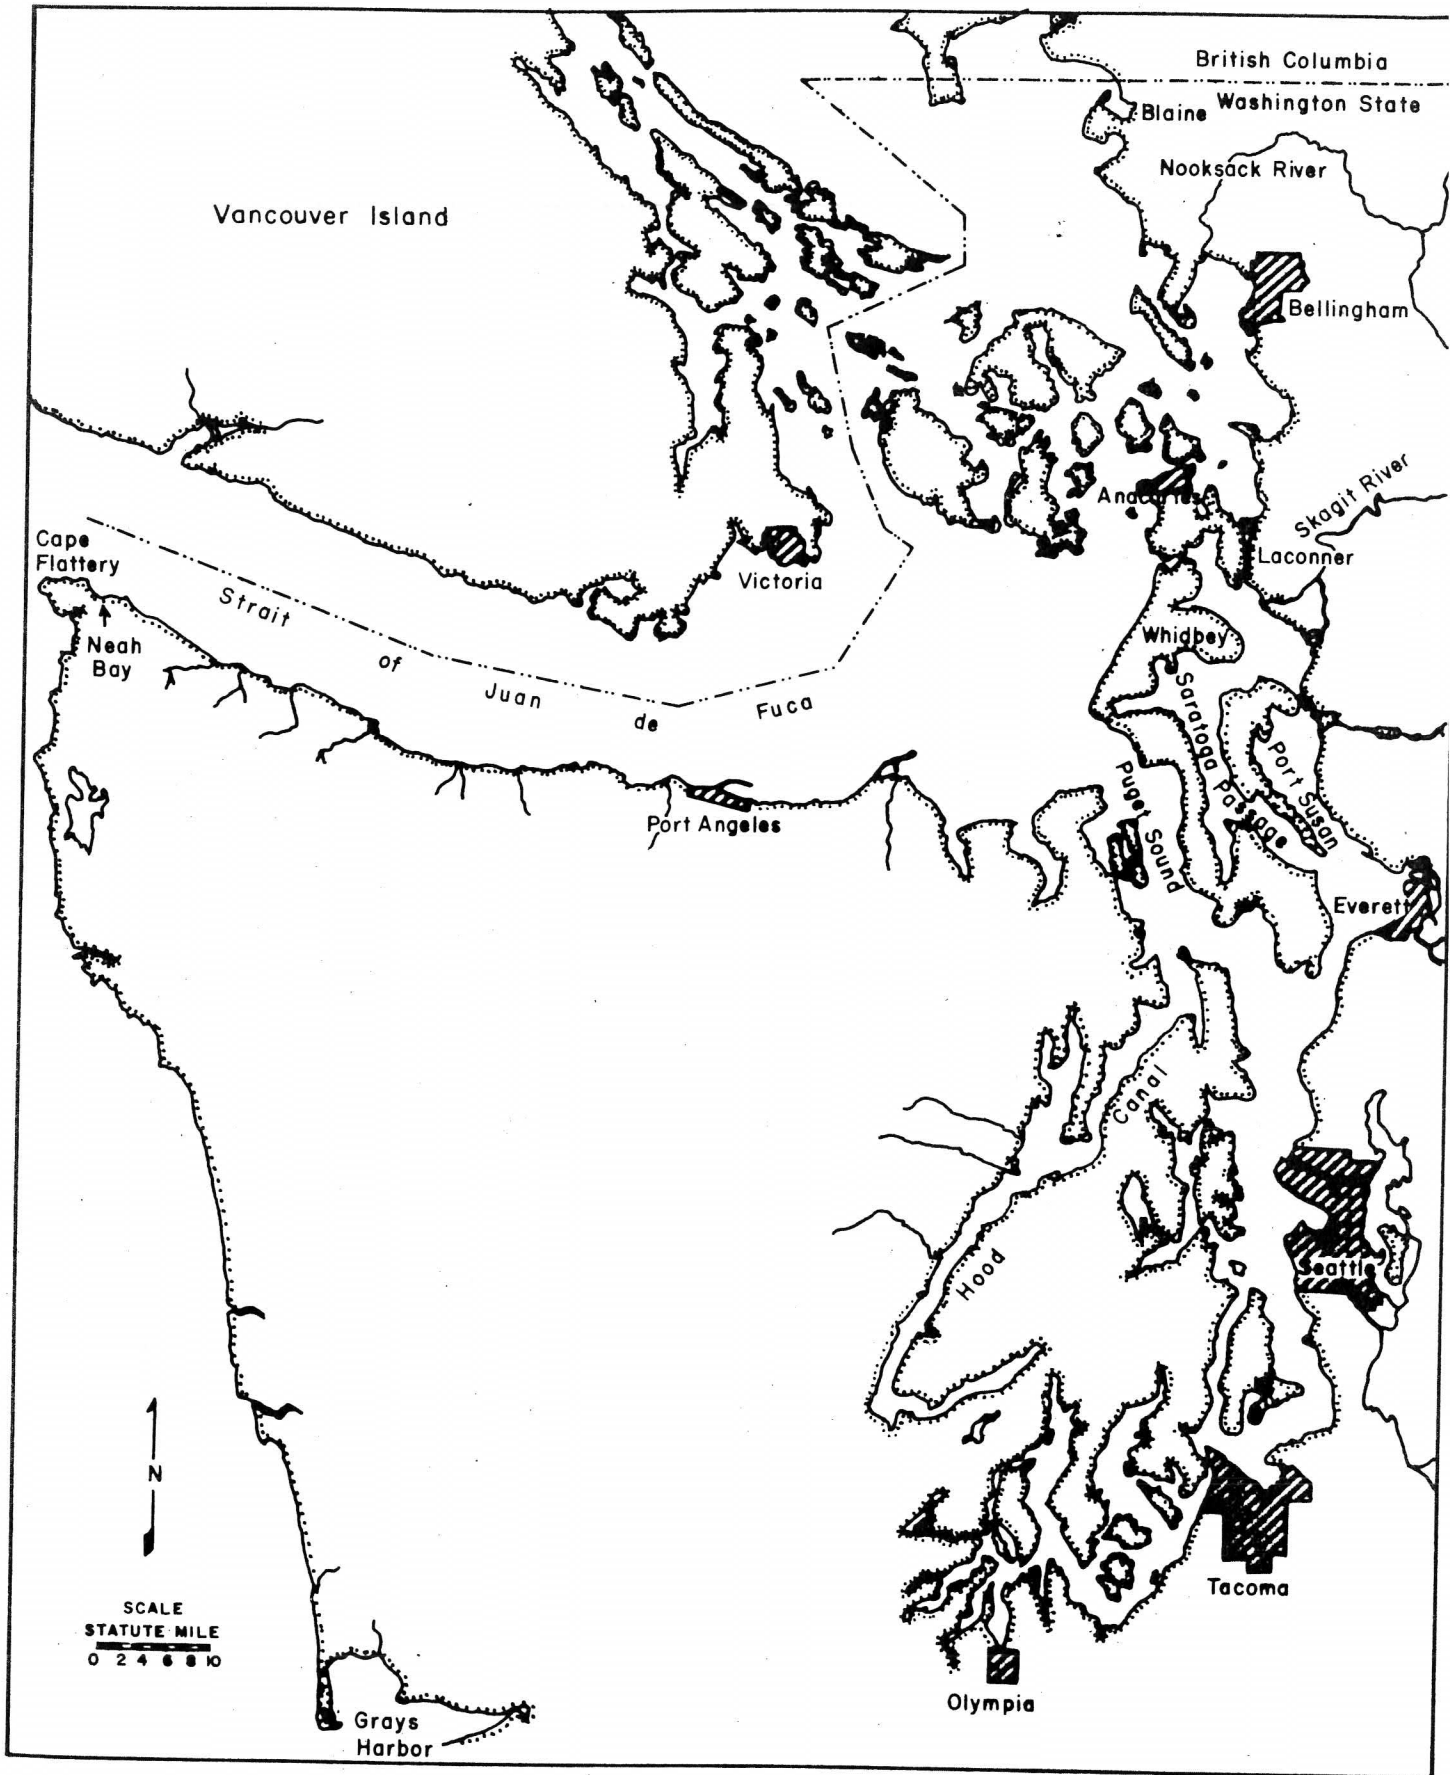 British Columbia
Washington State
Blaine
Nooksack River
Vancouver Island
Bellingham
Skagit River
Anacortes
Cape
Flattery
Laconner
Victoria
Strait
of
Juan
de
Fuca
Neah
Bay
Whidbey
Saratoga Passage
Port Susan
Puget Sound
Port Angeles
Everett
Hood
Canal
Seattle
N
Tacoma
SCALE
STATUTE MILE
0 2 4 6 8 10
Olympia
Grays
Harbor